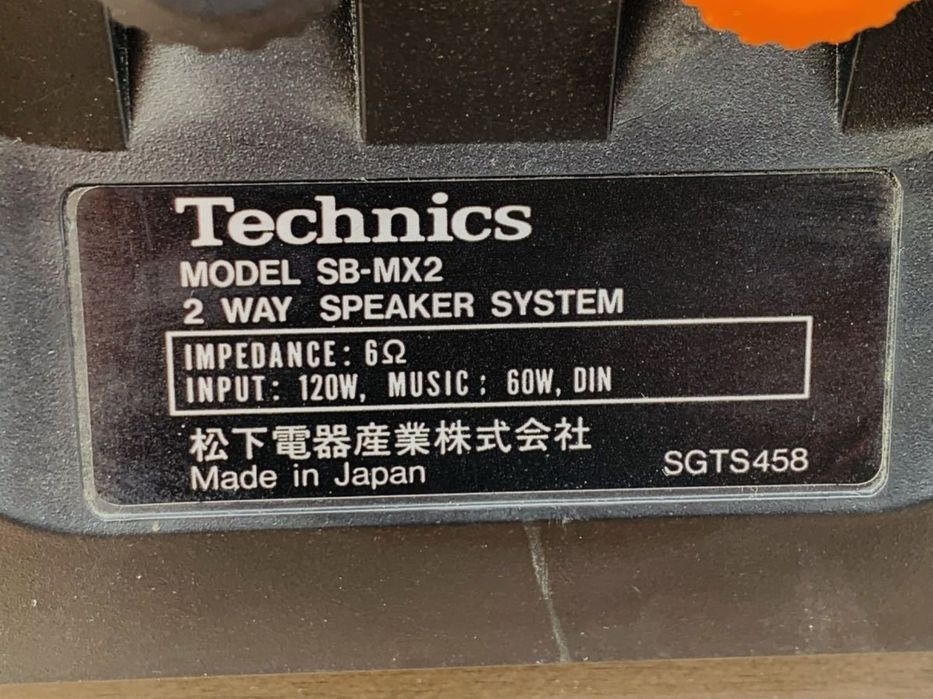 Technics
MODEL SB-MX2
2 WAY SPEAKER SYSTEM
IMPEDANCE: 6Ω
INPUT: 120W, MUSIC: 60W, DIN
松下電器産業株式会社
Made in Japan
SGTS458